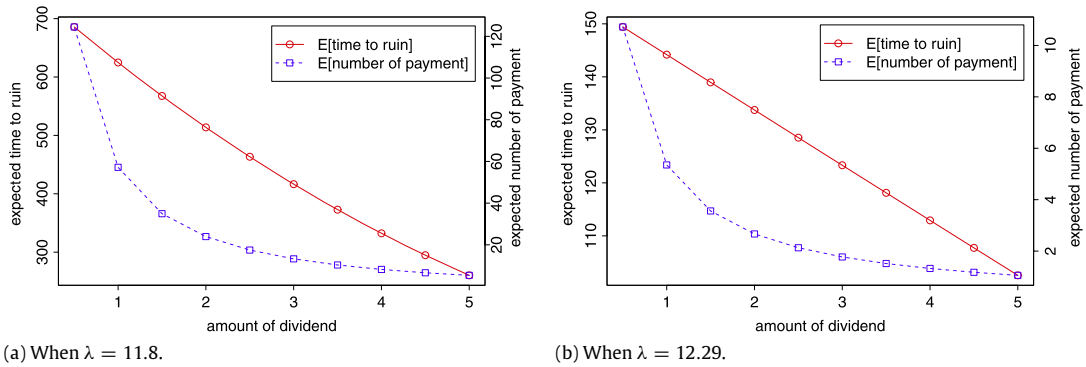 700
600
500
400
300
expected time to ruin
E[time to ruin]
E[number of payment]
120
100
80
60
40
20
expected number of payment
1 2 3 4 5
amount of dividend
(a) When λ = 11.8.
150
140
130
120
110
expected time to ruin
E[time to ruin]
E[number of payment]
10
8
6
4
2
expected number of payment
1 2 3 4 5
amount of dividend
(b) When λ = 12.29.